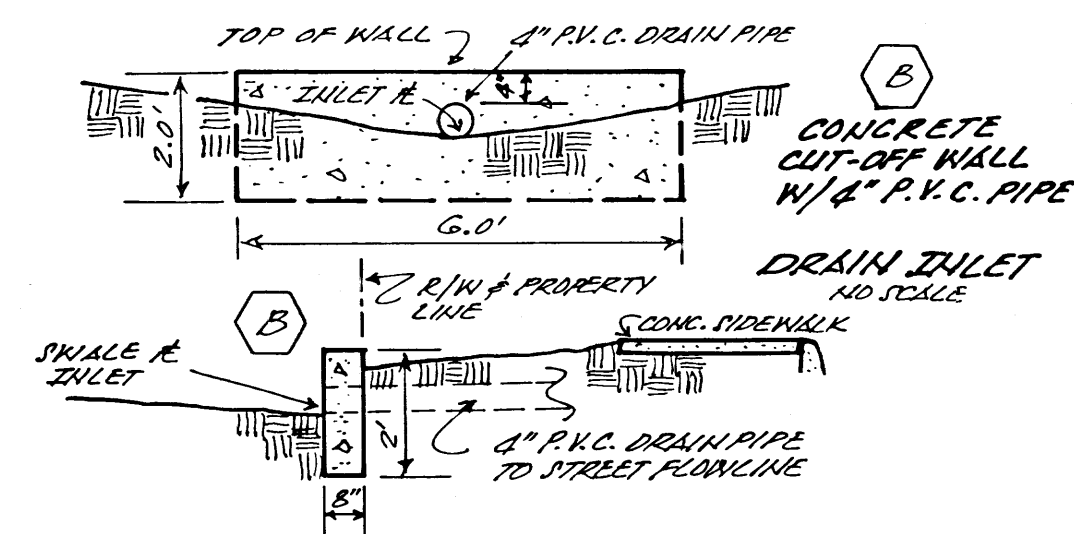 TOP OF WALL
4" P.V.C. DRAIN PIPE
B
4"
INLET ⅊
2.0'
CONCRETE
CUT-OFF WALL
W/4" P.V.C. PIPE
6.0'
DRAIN INLET
NO SCALE
R/W & PROPERTY
LINE
B
CONC. SIDEWALK
SWALE ⅊
INLET
2'
4" P.V.C. DRAIN PIPE
TO STREET FLOWLINE
8"